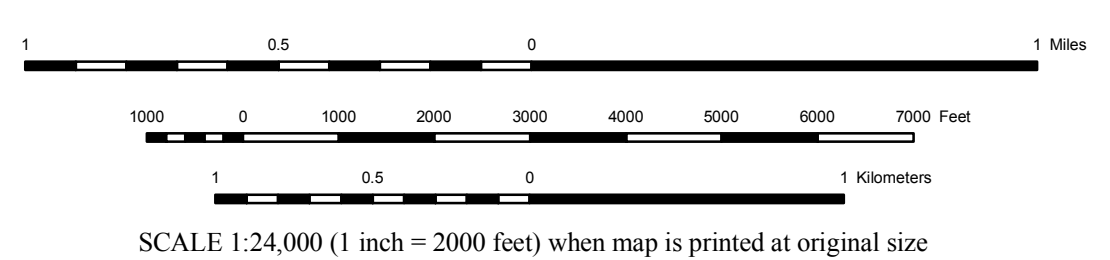 1 0.5 0 1 Miles
1000 0 1000 2000 3000 4000 5000 6000 7000 Feet
1 0.5 0 1 Kilometers
SCALE 1:24,000 (1 inch = 2000 feet) when map is printed at original size